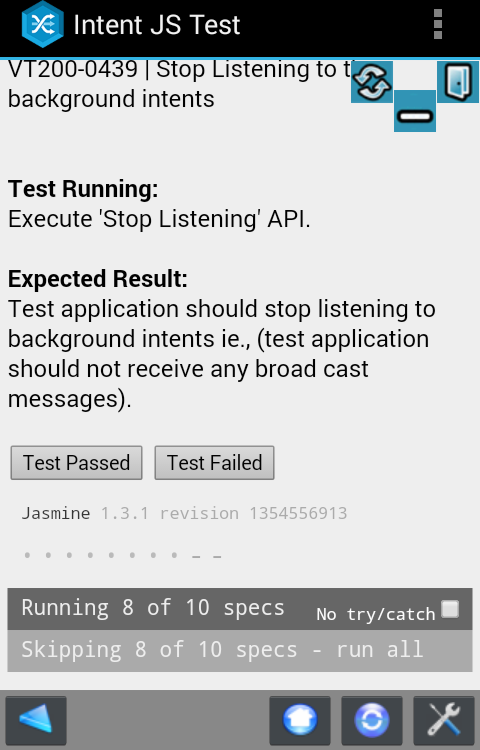 Intent JS Test
VT200-0439 | Stop Listening to
background intents
Test Running:
Execute 'Stop Listening' API.
Expected Result:
Test application should stop listening to
background intents ie., (test application
should not receive any broad cast
messages).
Test Passed
Test Failed
Jasmine 1.3.1 revision 1354556913
Running 8 of 10 specs
No try/catch
Skipping 8 of 10 specs - run all